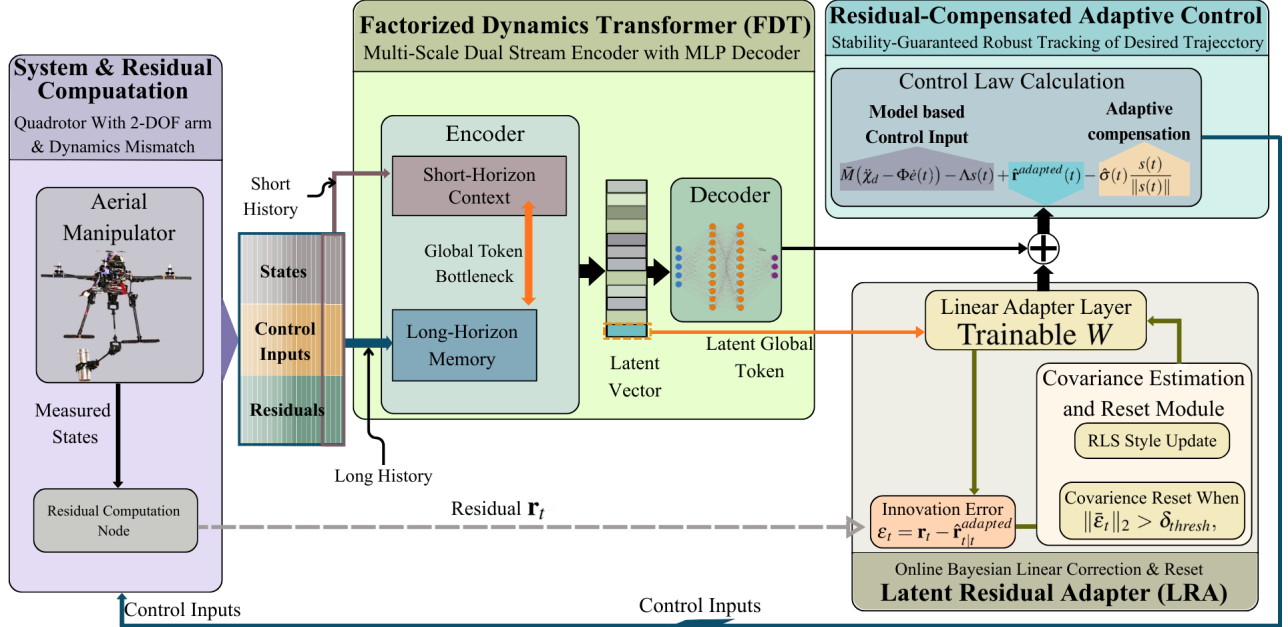 System & Residual
Compuatation
Quadrotor With 2-DOF arm
& Dynamics Mismatch
Aerial
Manipulator
Measured
States
Residual Computation
Node
States
Control
Inputs
Residuals
Short
History
Long History
Factorized Dynamics Transformer (FDT)
Multi-Scale Dual Stream Encoder with MLP Decoder
Encoder
Short-Horizon
Context
Global Token
Bottleneck
Long-Horizon
Memory
Latent
Vector
Decoder
Latent Global
Token
Residual-Compensated Adaptive Control
Stability-Guaranteed Robust Tracking of Desired Trajecctory
Control Law Calculation
Model based
Control Input
Adaptive
compensation
M̄(χ̈_d − Φė(t)) − Λs(t) + r̂^{adapted}(t) − σ̂(t) s(t)/‖s(t)‖
Linear Adapter Layer
Trainable W
Covariance Estimation
and Reset Module
RLS Style Update
Covarience Reset When
‖ε̄_t‖_2 > δ_{thresh},
Innovation Error
ε_t = r_t − r̂_{t|t}^{adapted}
Online Bayesian Linear Correction & Reset
Latent Residual Adapter (LRA)
Residual r_t
Control Inputs
Control Inputs